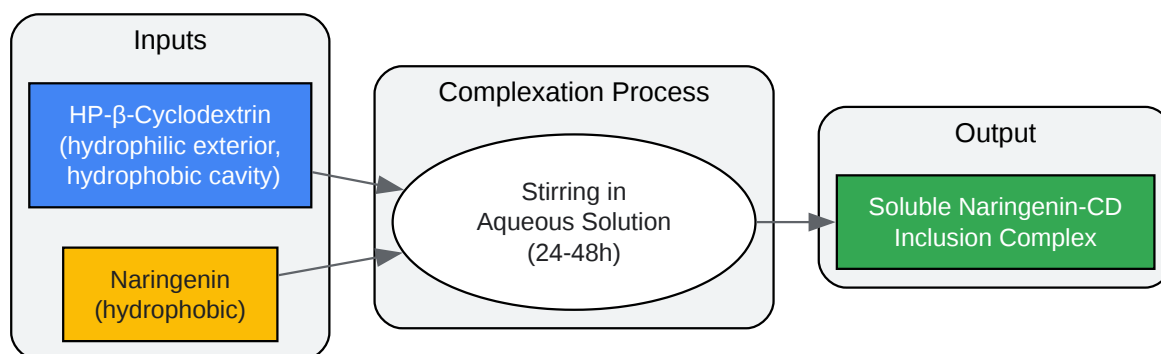 Inputs
HP-β-Cyclodextrin
(hydrophilic exterior,
hydrophobic cavity)
Naringenin
(hydrophobic)
Complexation Process
Stirring in
Aqueous Solution
(24-48h)
Output
Soluble Naringenin-CD
Inclusion Complex